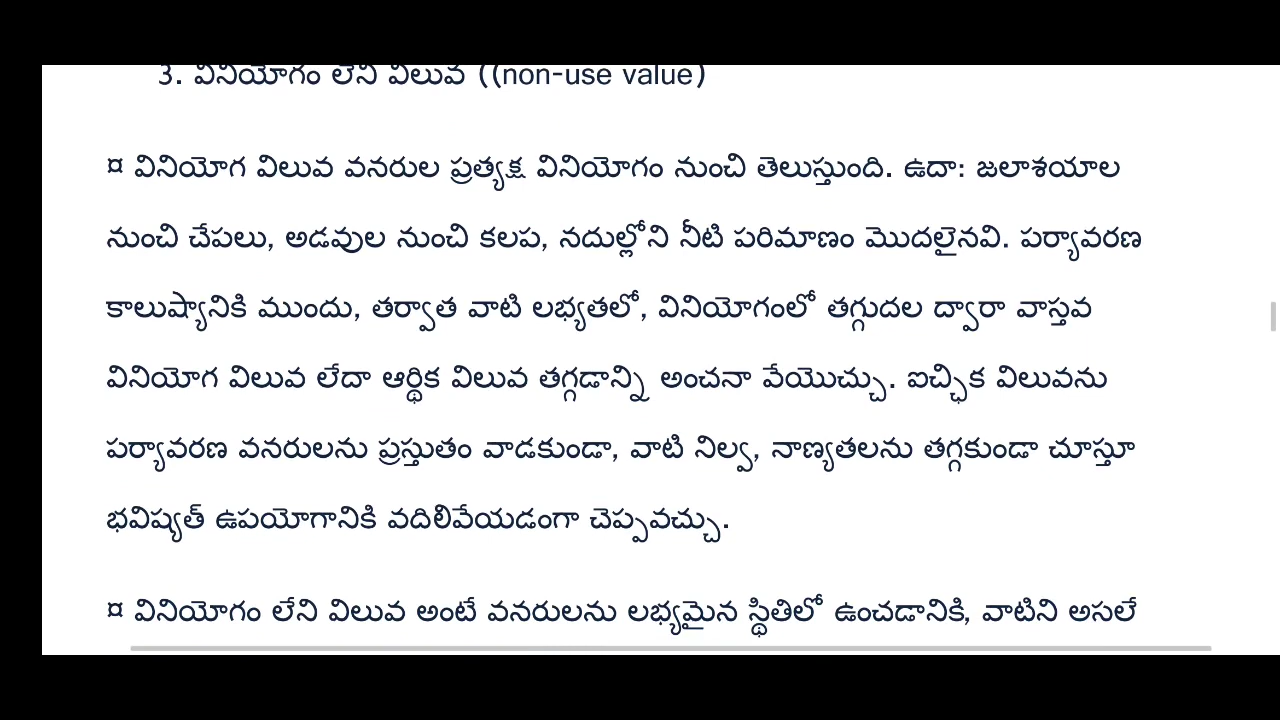 3. వినియోగం లేని విలువ ((non-use value)
¤ వినియోగ విలువ వనరుల ప్రత్యక్ష వినియోగం నుంచి తెలుస్తుంది. ఉదా: జలాశయాల
నుంచి చేపలు, అడవుల నుంచి కలప, నదుల్లోని నీటి పరిమాణం మొదలైనవి. పర్యావరణ
కాలుష్యానికి ముందు, తర్వాత వాటి లభ్యతలో, వినియోగంలో తగ్గుదల ద్వారా వాస్తవ
వినియోగ విలువ లేదా ఆర్థిక విలువ తగ్గడాన్ని అంచనా వేయొచ్చు. ఐచ్ఛిక విలువను
పర్యావరణ వనరులను ప్రస్తుతం వాడకుండా, వాటి నిల్వ, నాణ్యతలను తగ్గకుండా చూస్తూ
భవిష్యత్ ఉపయోగానికి వదిలివేయడంగా చెప్పవచ్చు.
¤ వినియోగం లేని విలువ అంటే వనరులను లభ్యమైన స్థితిలో ఉంచడానికి, వాటిని అసలే